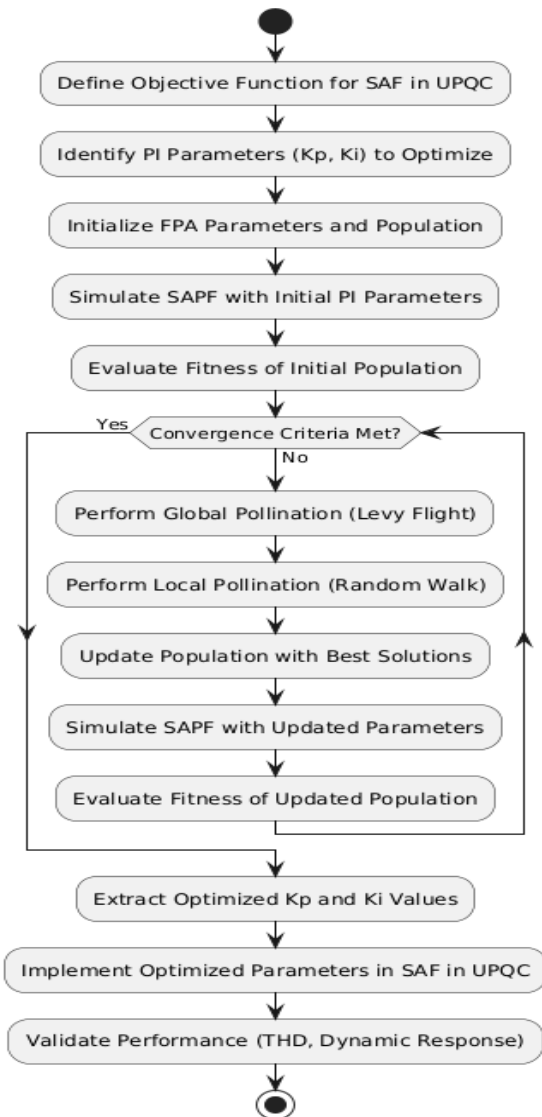 Define Objective Function for SAF in UPQC
Identify PI Parameters (Kp, Ki) to Optimize
Initialize FPA Parameters and Population
Simulate SAPF with Initial PI Parameters
Evaluate Fitness of Initial Population
Yes
Convergence Criteria Met?
No
Perform Global Pollination (Levy Flight)
Perform Local Pollination (Random Walk)
Update Population with Best Solutions
Simulate SAPF with Updated Parameters
Evaluate Fitness of Updated Population
Extract Optimized Kp and Ki Values
Implement Optimized Parameters in SAF in UPQC
Validate Performance (THD, Dynamic Response)